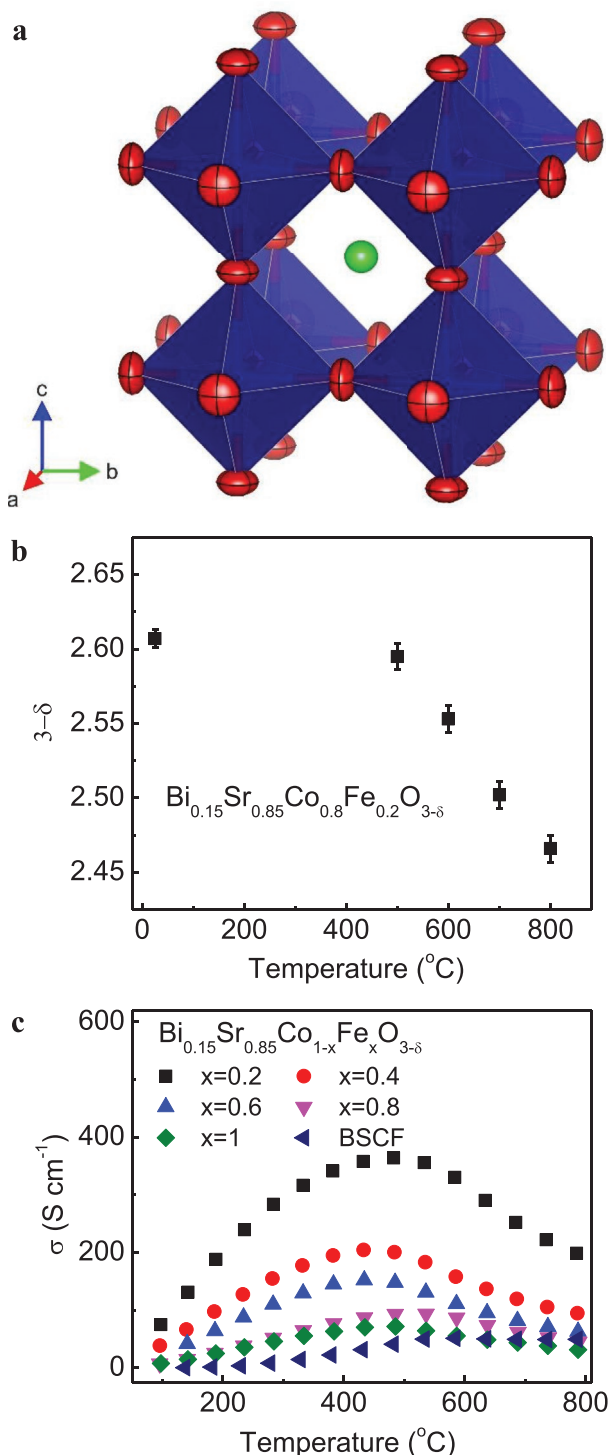 a
c
b
a
b
2.65
2.60
2.55
2.50
2.45
3−δ
Bi0.15Sr0.85Co0.8Fe0.2O3-δ
0 200 400 600 800
Temperature (oC)
c
600
400
200
0
σ (S cm-1)
Bi0.15Sr0.85Co1-xFexO3-δ
x=0.2 x=0.4
x=0.6 x=0.8
x=1 BSCF
200 400 600 800
Temperature (oC)